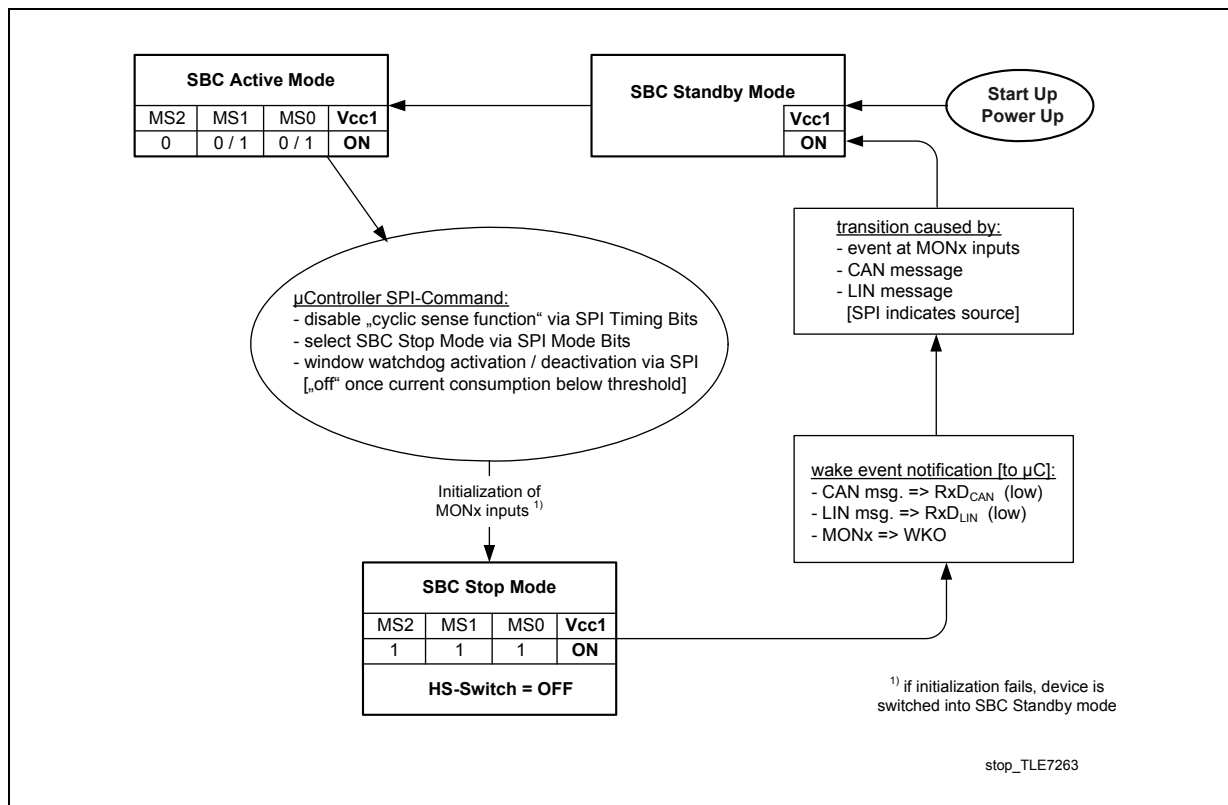 SBC Active Mode
MS2 MS1 MS0 Vcc1
0 0 / 1 0 / 1 ON
SBC Standby Mode
Vcc1
ON
Start Up
Power Up
transition caused by:
- event at MONx inputs
- CAN message
- LIN message
[SPI indicates source]
µController SPI-Command:
- disable „cyclic sense function“ via SPI Timing Bits
- select SBC Stop Mode via SPI Mode Bits
- window watchdog activation / deactivation via SPI
[„off“ once current consumption below threshold]
wake event notification [to µC]:
- CAN msg. => RxDCAN (low)
- LIN msg. => RxDLIN (low)
- MONx => WKO
Initialization of
MONx inputs 1)
SBC Stop Mode
MS2 MS1 MS0 Vcc1
1 1 1 ON
HS-Switch = OFF
1) if initialization fails, device is
switched into SBC Standby mode
stop_TLE7263